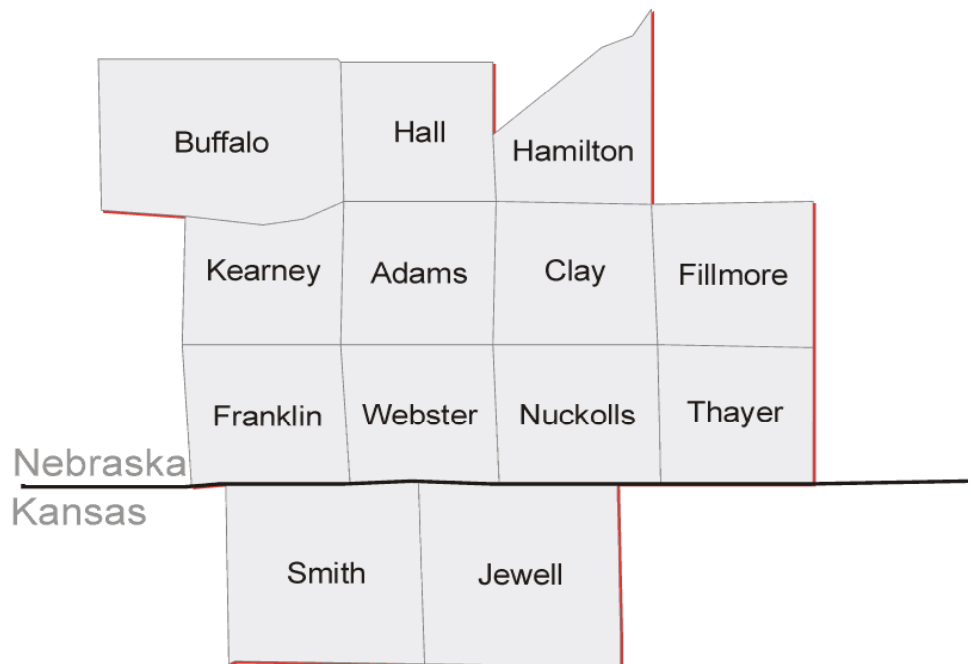 Buffalo
Hall
Hamilton
Kearney
Adams
Clay
Fillmore
Franklin
Webster
Nuckolls
Thayer
Nebraska
Kansas
Smith
Jewell